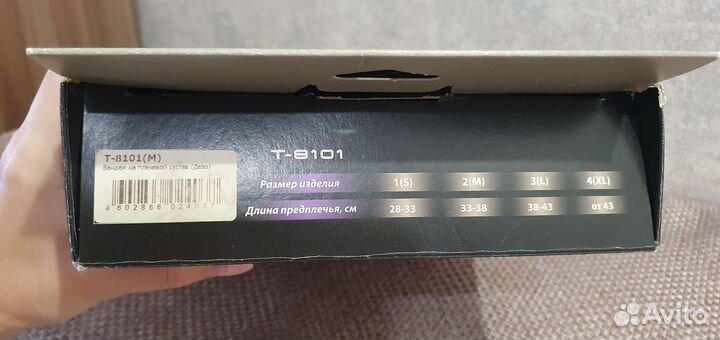 T-8101(M)
Бандаж на плечевой сустав (Дезо)
4 602866 024037
T-8101
Размер изделия 1(S) 2(M) 3(L) 4(XL)
Длина предплечья, см 28-33 33-38 38-43 от 43
Avito